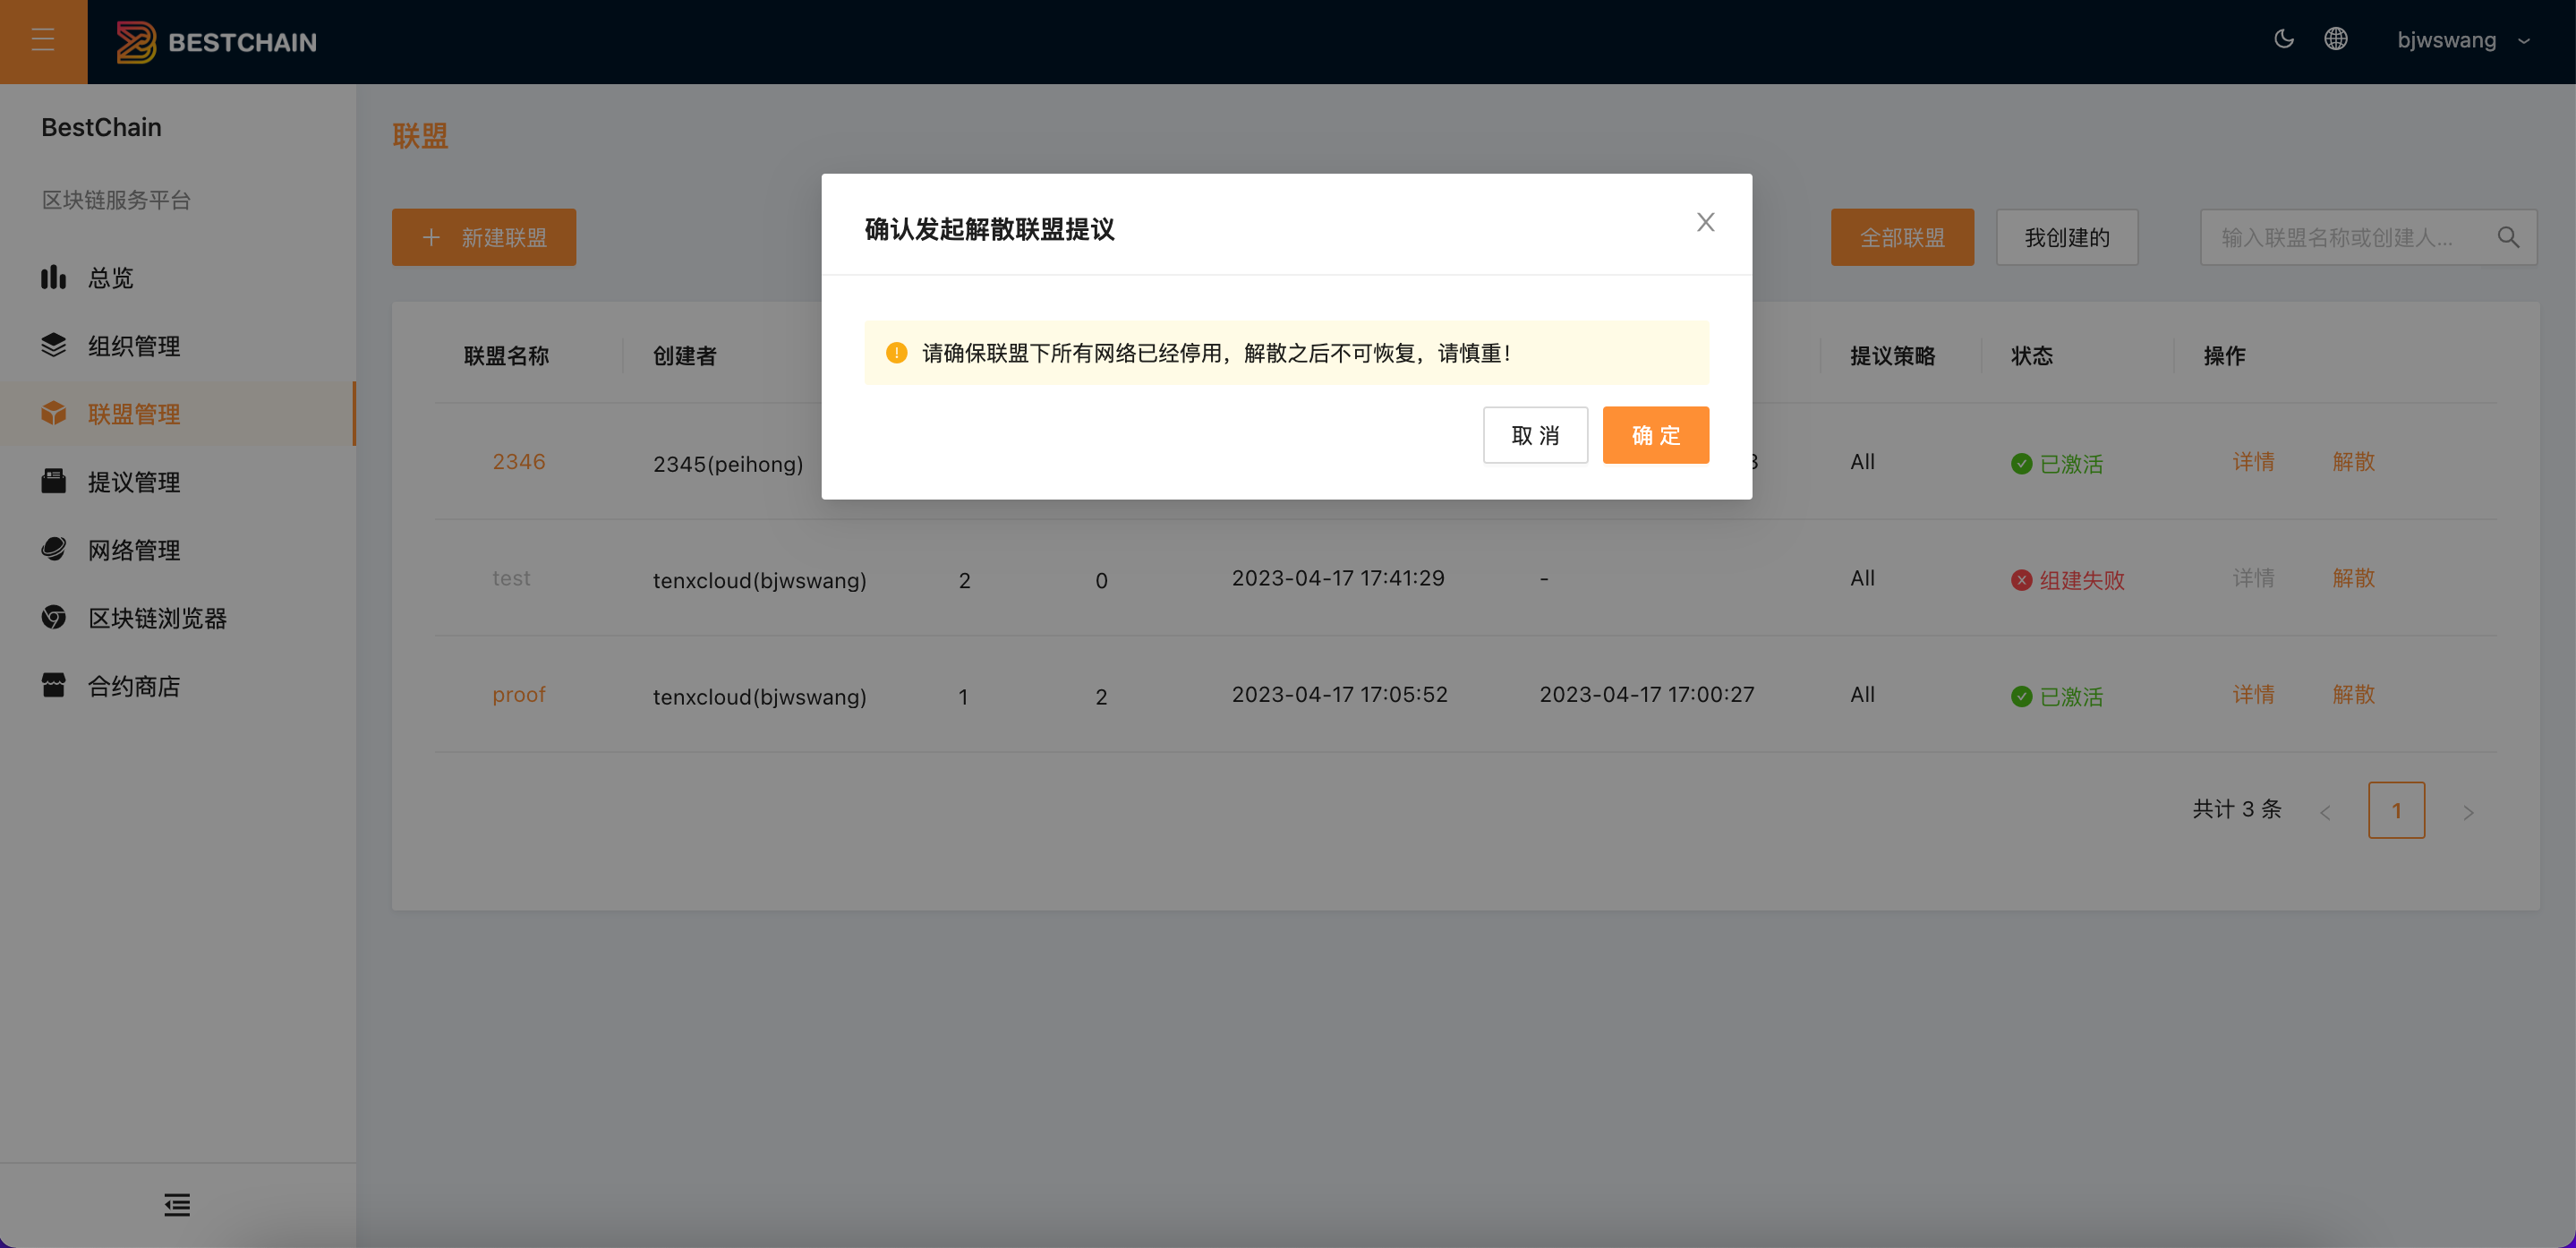 BESTCHAIN
bjwswang
BestChain
区块链服务平台
总览
组织管理
联盟管理
提议管理
网络管理
区块链浏览器
合约商店
联盟
新建联盟
全部联盟
我创建的
输入联盟名称或创建人...
确认发起解散联盟提议
请确保联盟下所有网络已经停用，解散之后不可恢复，请慎重！
取 消
确 定
联盟名称 创建者 提议策略 状态 操作
2346 2345(peihong) All 已激活 详情 解散
test tenxcloud(bjwswang) 2 0 2023-04-17 17:41:29 - All 组建失败 详情 解散
proof tenxcloud(bjwswang) 1 2 2023-04-17 17:05:52 2023-04-17 17:00:27 All 已激活 详情 解散
共计 3 条 < 1 >